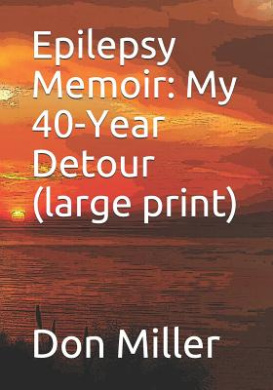 Epilepsy
Memoir: My
40-Year
Detour
(large print)
Don Miller